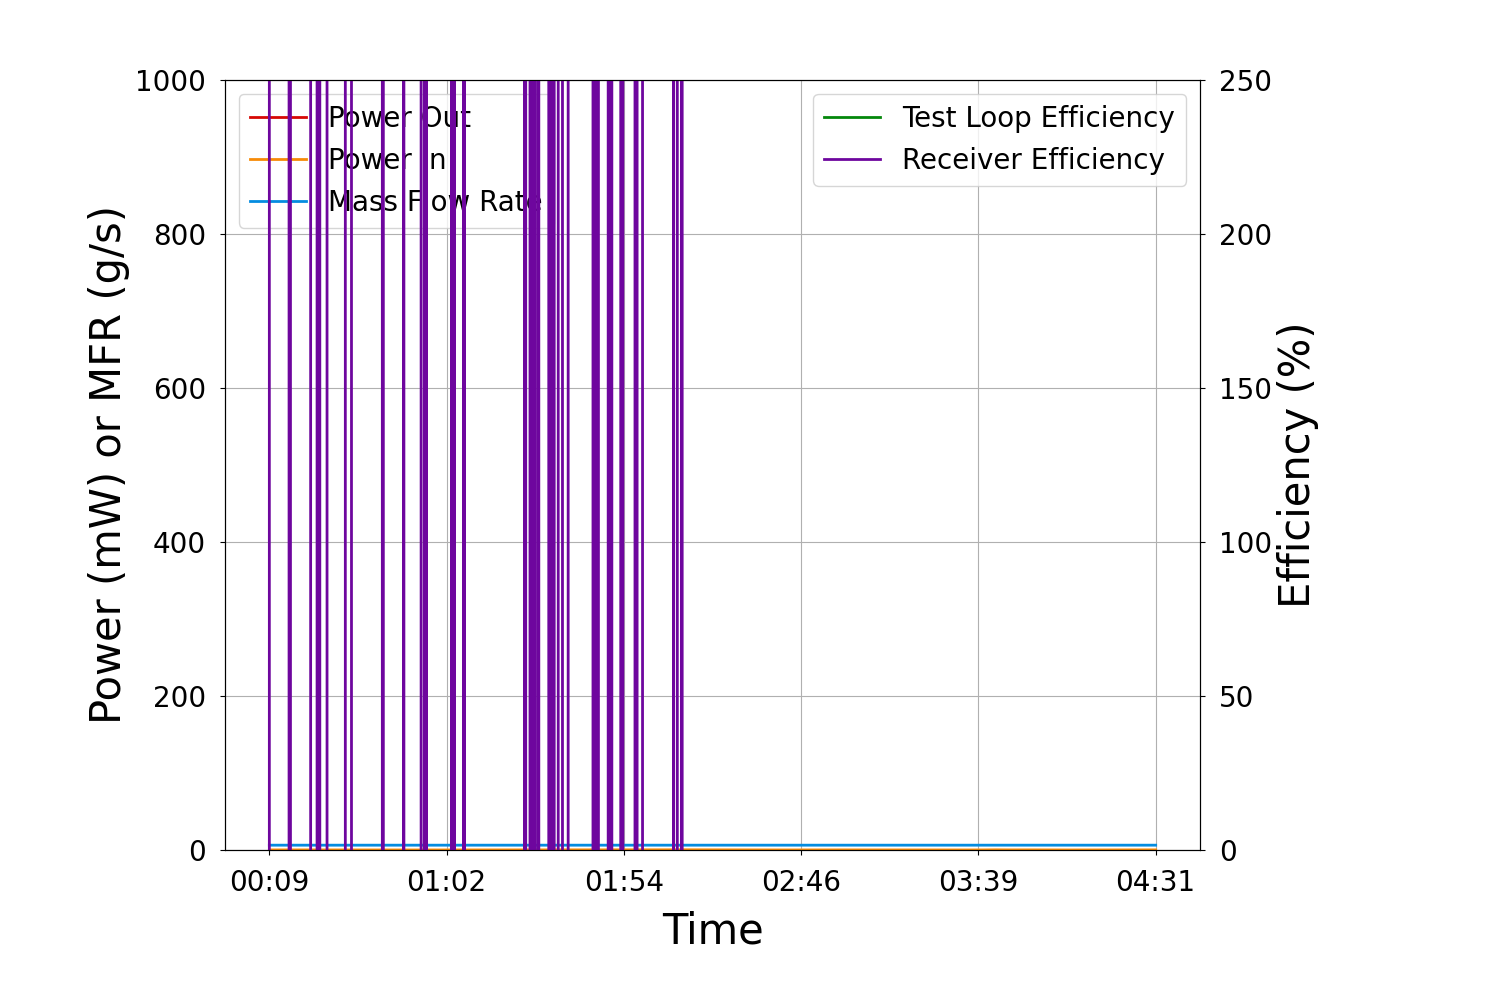 1000
800
600
400
200
0
Power (mW) or MFR (g/s)
Power Out
Power In
Mass Flow Rate
Test Loop Efficiency
Receiver Efficiency
250
200
150
100
50
0
Efficiency (%)
00:09 01:02 01:54 02:46 03:39 04:31
Time